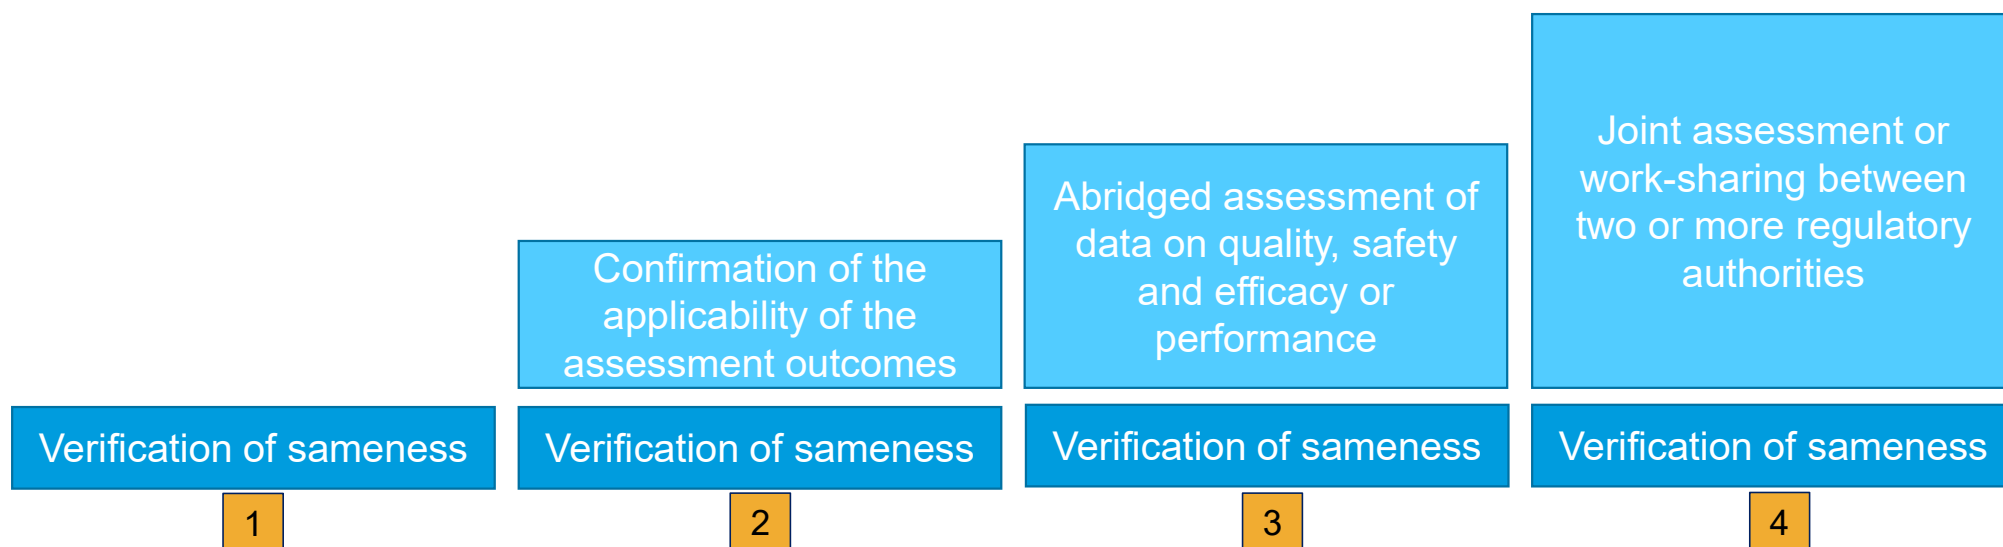 Verification of sameness
1
Confirmation of the
applicability of the
assessment outcomes
Verification of sameness
2
Abridged assessment of
data on quality, safety
and efficacy or
performance
Verification of sameness
3
Joint assessment or
work-sharing between
two or more regulatory
authorities
Verification of sameness
4